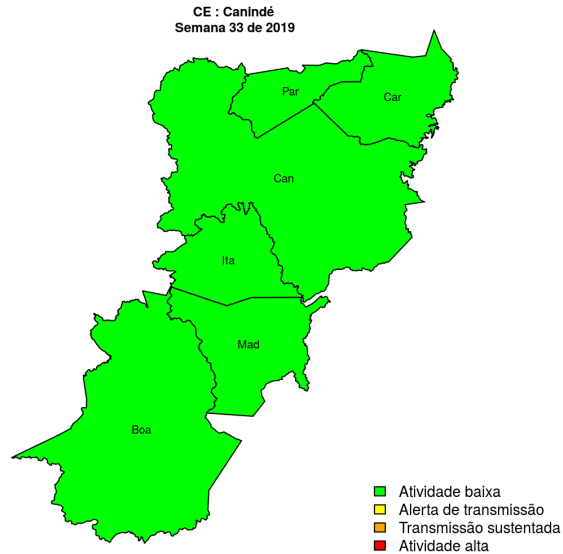 CE : Canindé
Semana 33 de 2019
Par
Car
Can
Ita
Mad
Boa
Atividade baixa
Alerta de transmissão
Transmissão sustentada
Atividade alta